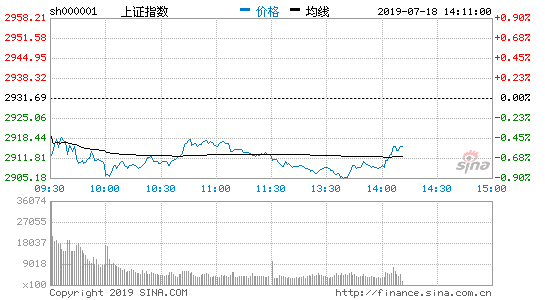 sh000001 上证指数 价格 均线 2019-07-18 14:11:00
2958.21 0.90%
2951.58 0.68%
2944.95 0.45%
2938.32 0.23%
2931.69 0.00%
2925.06 0.23%
2918.44 0.45%
2911.81 0.68%
2905.18 0.90%
sina
09:30 10:00 10:30 11:00 11:30 13:30 14:00 14:30 15:00
36074
27055
18037
9018
x100
Copyright 2019 SINA.COM http://finance.sina.com.cn